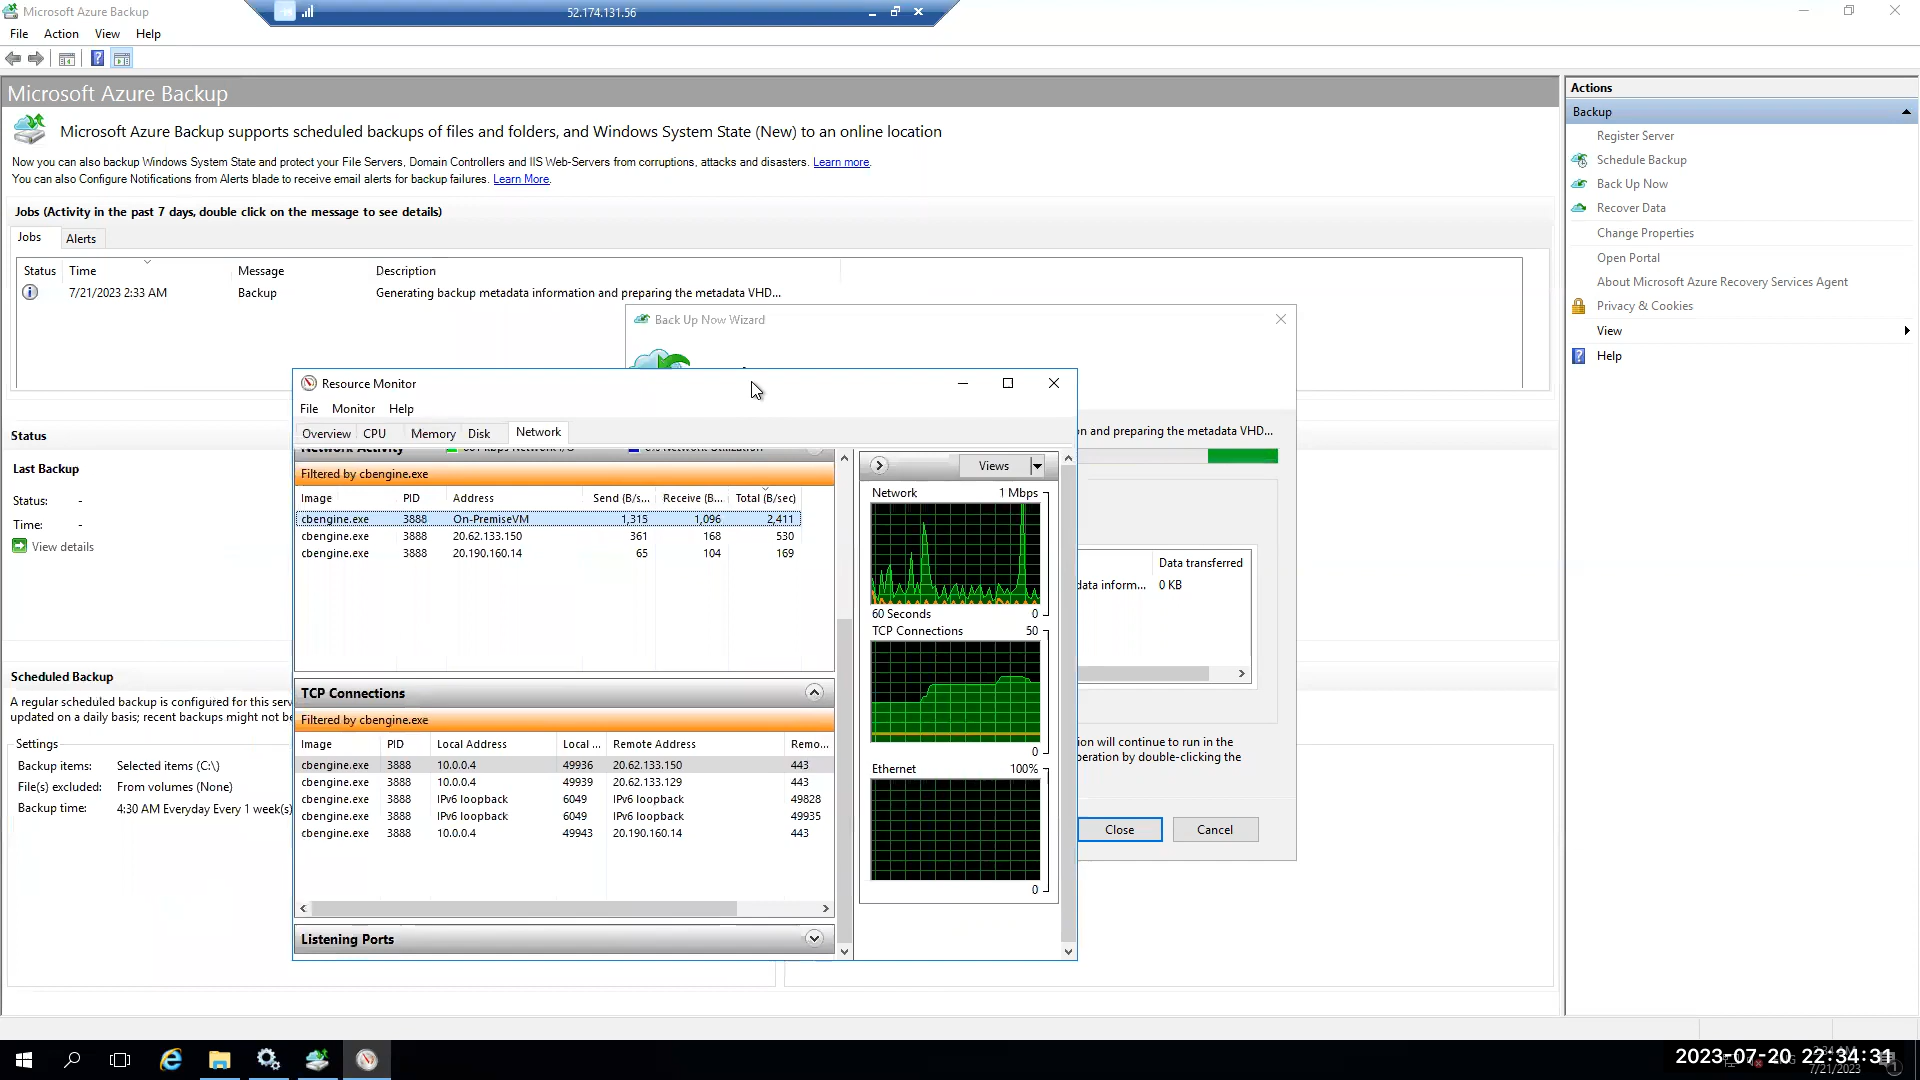 Microsoft Azure Backup
52.174.131.56
File Action View Help
Microsoft Azure Backup
Microsoft Azure Backup supports scheduled backups of files and folders, and Windows System State (New) to an online location
Now you can also backup Windows System State and protect your File Servers, Domain Controllers and IIS Web-Servers from corruptions, attacks and disasters. Learn more.
You can also Configure Notifications from Alerts blade to receive email alerts for backup failures. Learn More.
Jobs (Activity in the past 7 days, double click on the message to see details)
Jobs Alerts
Status Time Message Description
7/21/2023 2:33 AM Backup Generating backup metadata information and preparing the metadata VHD...
Status
Last Backup
Status: -
Time: -
View details
Scheduled Backup
A regular scheduled backup is configured for this serv
updated on a daily basis; recent backups might not be
Settings
Backup items: Selected items (C:\)
File(s) excluded: From volumes (None)
Backup time: 4:30 AM Everyday Every 1 week(s)
Back Up Now Wizard
n and preparing the metadata VHD...
Data transferred
data inform... 0 KB
ion will continue to run in the
peration by double-clicking the
Close Cancel
Resource Monitor
File Monitor Help
Overview CPU Memory Disk Network
Network Activity
Filtered by cbengine.exe
Image PID Address Send (B/s... Receive (B... Total (B/sec)
cbengine.exe 3888 On-PremiseVM 1,315 1,096 2,411
cbengine.exe 3888 20.62.133.150 361 168 530
cbengine.exe 3888 20.190.160.14 65 104 169
TCP Connections
Filtered by cbengine.exe
Image PID Local Address Local ... Remote Address Remo...
cbengine.exe 3888 10.0.0.4 49936 20.62.133.150 443
cbengine.exe 3888 10.0.0.4 49939 20.62.133.129 443
cbengine.exe 3888 IPv6 loopback 6049 IPv6 loopback 49828
cbengine.exe 3888 IPv6 loopback 6049 IPv6 loopback 49935
cbengine.exe 3888 10.0.0.4 49943 20.190.160.14 443
Listening Ports
Views
Network 1 Mbps
60 Seconds 0
TCP Connections 50
0
Ethernet 100%
0
Actions
Backup
Register Server
Schedule Backup
Back Up Now
Recover Data
Change Properties
Open Portal
About Microsoft Azure Recovery Services Agent
Privacy & Cookies
View
Help
2023-07-20 22:34:31
7/21/2023